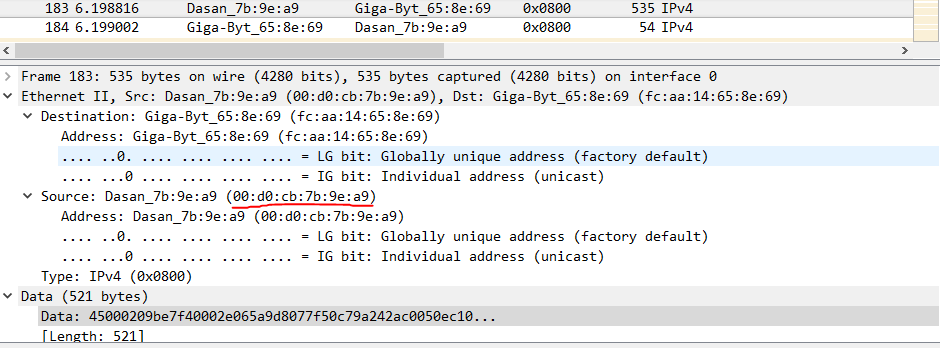 183 6.198816 Dasan_7b:9e:a9 Giga-Byt_65:8e:69 0x0800 535 IPv4
184 6.199002 Giga-Byt_65:8e:69 Dasan_7b:9e:a9 0x0800 54 IPv4
Frame 183: 535 bytes on wire (4280 bits), 535 bytes captured (4280 bits) on interface 0
Ethernet II, Src: Dasan_7b:9e:a9 (00:d0:cb:7b:9e:a9), Dst: Giga-Byt_65:8e:69 (fc:aa:14:65:8e:69)
Destination: Giga-Byt_65:8e:69 (fc:aa:14:65:8e:69)
Address: Giga-Byt_65:8e:69 (fc:aa:14:65:8e:69)
.... ..0. .... .... .... .... = LG bit: Globally unique address (factory default)
.... ...0 .... .... .... .... = IG bit: Individual address (unicast)
Source: Dasan_7b:9e:a9 (00:d0:cb:7b:9e:a9)
Address: Dasan_7b:9e:a9 (00:d0:cb:7b:9e:a9)
.... ..0. .... .... .... .... = LG bit: Globally unique address (factory default)
.... ...0 .... .... .... .... = IG bit: Individual address (unicast)
Type: IPv4 (0x0800)
Data (521 bytes)
Data: 45000209be7f40002e065a9d8077f50c79a242ac0050ec10...
[Length: 521]